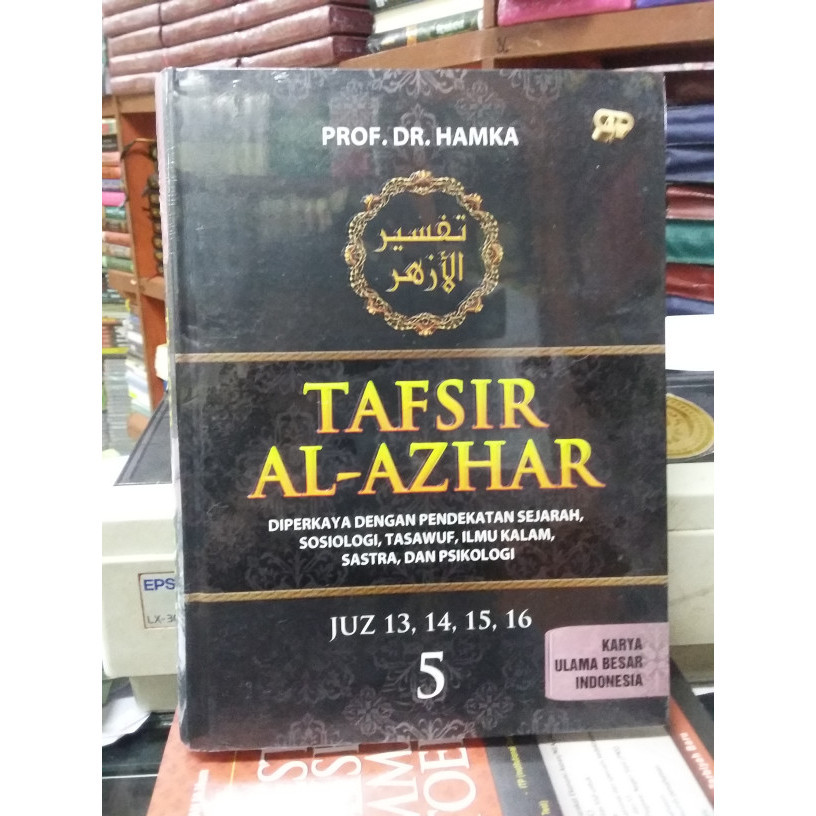 PROF. DR. HAMKA
تفسير
الأزهر
TAFSIR
AL-AZHAR
DIPERKAYA DENGAN PENDEKATAN SEJARAH,
SOSIOLOGI, TASAWUF, ILMU KALAM,
SASTRA, DAN PSIKOLOGI
JUZ 13, 14, 15, 16
5
KARYA
ULAMA BESAR
INDONESIA
EPS